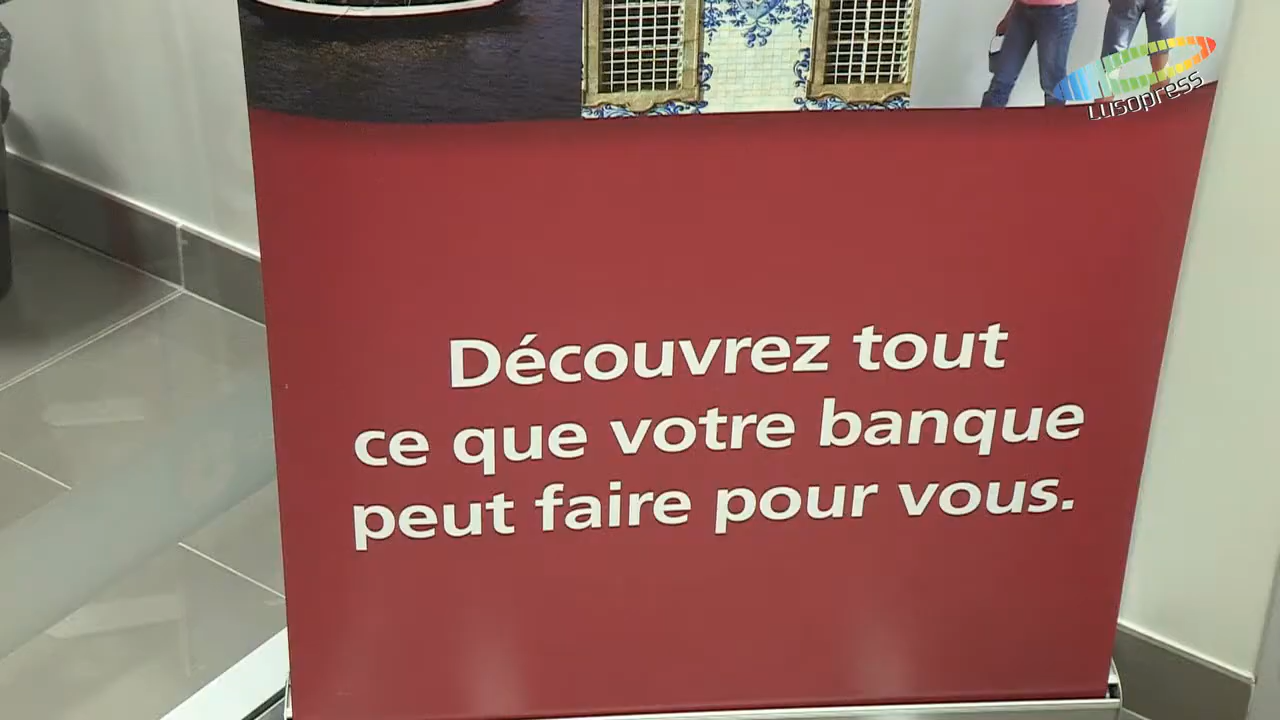 Lusopress
Découvrez tout
ce que votre banque
peut faire pour vous.